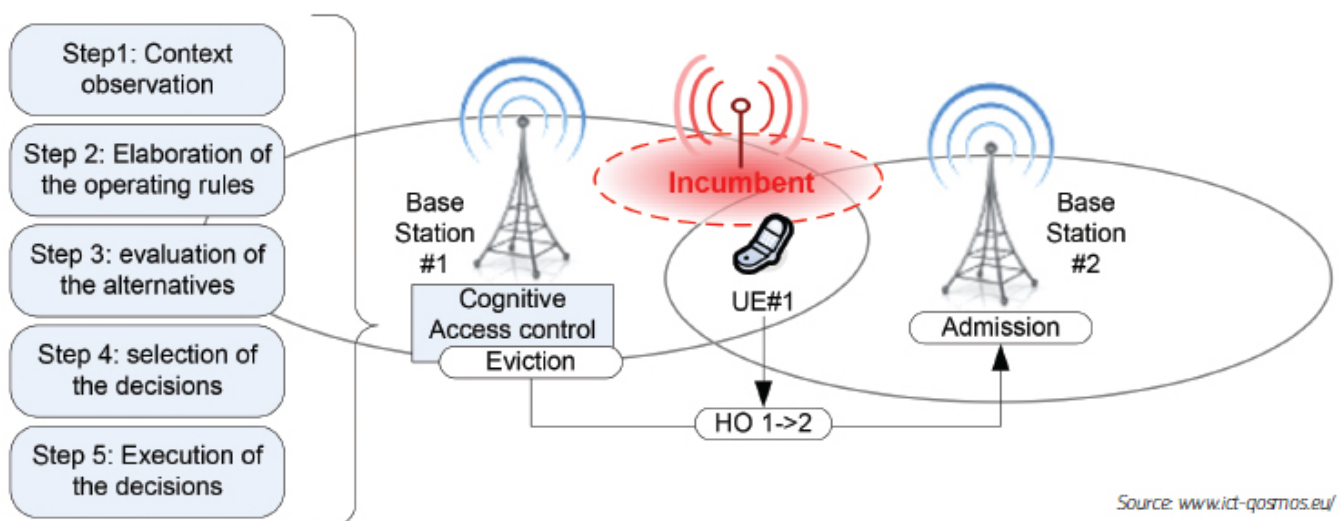 Step1: Context
observation
Step 2: Elaboration of
the operating rules
Step 3: evaluation of
the alternatives
Step 4: selection of
the decisions
Step 5: Execution of
the decisions
Base
Station
#1
Cognitive
Access control
Eviction
Incumbent
UE#1
HO 1->2
Base
Station
#2
Admission
Source: www.ict-qosmos.eu/